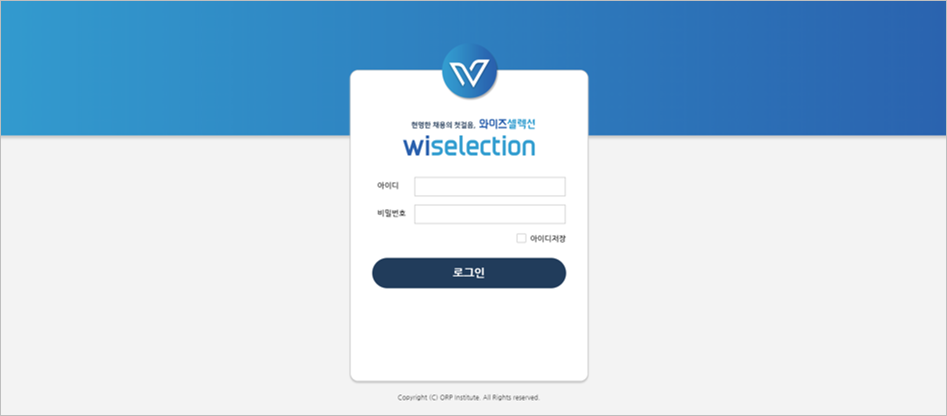 현명한 채용의 첫걸음, 와이즈셀렉션
wiselection
아이디
비밀번호
아이디저장
로그인
Copyright (C) ORP Institute. All Rights reserved.